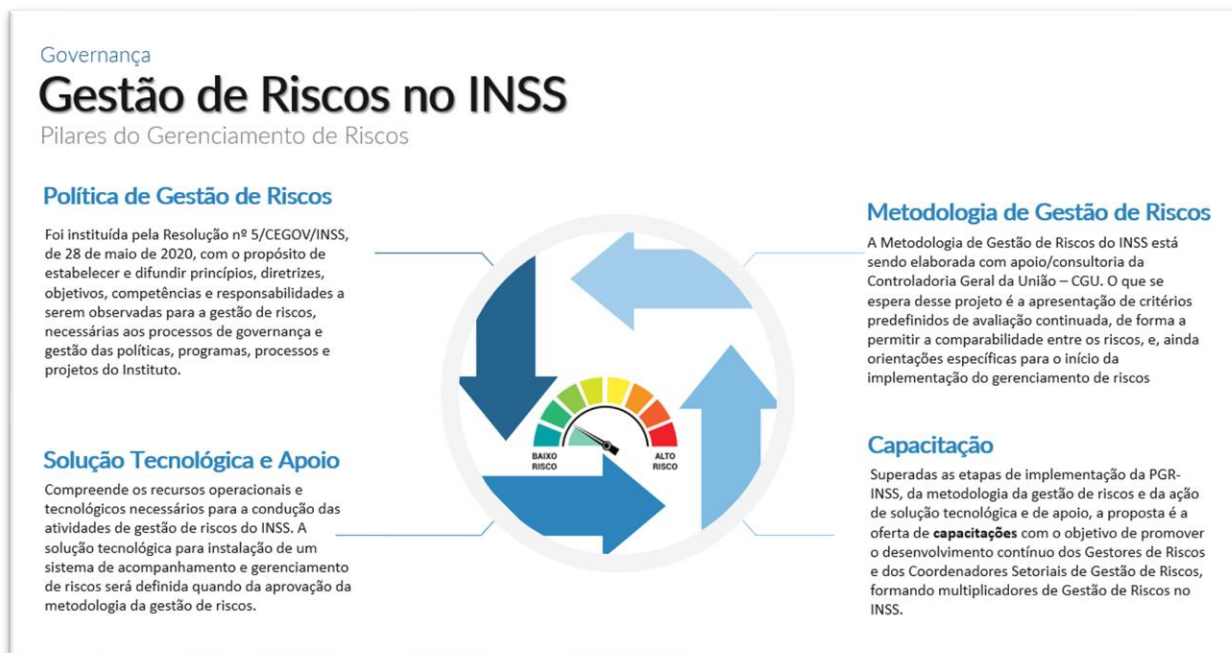 Governança
Gestão de Riscos no INSS
Pilares do Gerenciamento de Riscos
Política de Gestão de Riscos
Foi instituída pela Resolução nº 5/CEGOV/INSS,
de 28 de maio de 2020, com o propósito de
estabelecer e difundir princípios, diretrizes,
objetivos, competências e responsabilidades a
serem observadas para a gestão de riscos,
necessárias aos processos de governança e
gestão das políticas, programas, processos e
projetos do Instituto.
Metodologia de Gestão de Riscos
A Metodologia de Gestão de Riscos do INSS está
sendo elaborada com apoio/consultoria da
Controladoria Geral da União – CGU. O que se
espera desse projeto é a apresentação de critérios
predefinidos de avaliação continuada, de forma a
permitir a comparabilidade entre os riscos, e, ainda
orientações específicas para o início da
implementação do gerenciamento de riscos
BAIXO
RISCO
ALTO
RISCO
Solução Tecnológica e Apoio
Compreende os recursos operacionais e
tecnológicos necessários para a condução das
atividades de gestão de riscos do INSS. A
solução tecnológica para instalação de um
sistema de acompanhamento e gerenciamento
de riscos será definida quando da aprovação da
metodologia da gestão de riscos.
Capacitação
Superadas as etapas de implementação da PGR-
INSS, da metodologia da gestão de riscos e da ação
de solução tecnológica e de apoio, a proposta é a
oferta de capacitações com o objetivo de promover
o desenvolvimento contínuo dos Gestores de Riscos
e dos Coordenadores Setoriais de Gestão de Riscos,
formando multiplicadores de Gestão de Riscos no
INSS.